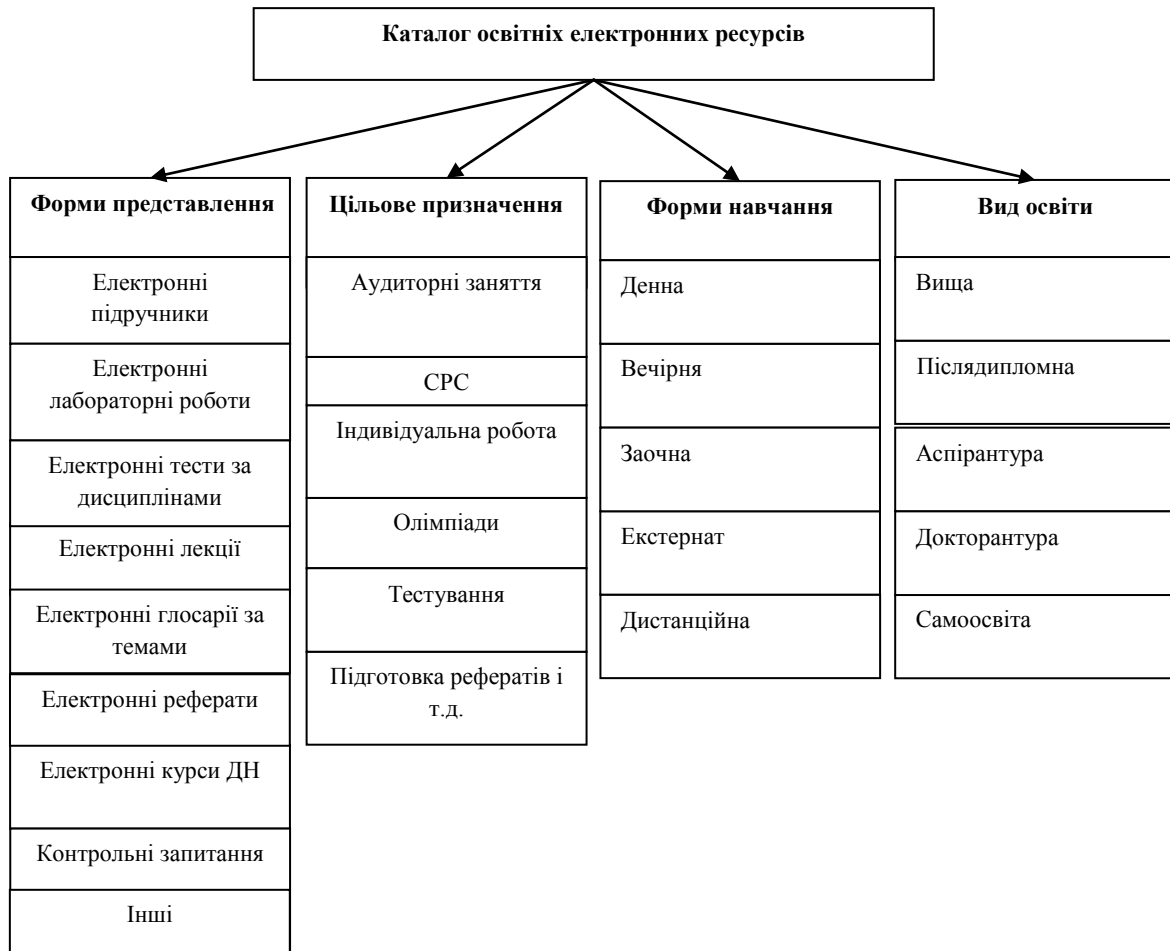 Каталог освітніх електронних ресурсів
Форми представлення
Електронні
підручники
Електронні
лабораторні роботи
Електронні тести за
дисциплінами
Електронні лекції
Електронні глосарії за
темами
Електронні реферати
Електронні курси ДН
Контрольні запитання
Інші
Цільове призначення
Аудиторні заняття
СРС
Індивідуальна робота
Олімпіади
Тестування
Підготовка рефератів і
т.д.
Форми навчання
Денна
Вечірня
Заочна
Екстернат
Дистанційна
Вид освіти
Вища
Післядипломна
Аспірантура
Докторантура
Самоосвіта